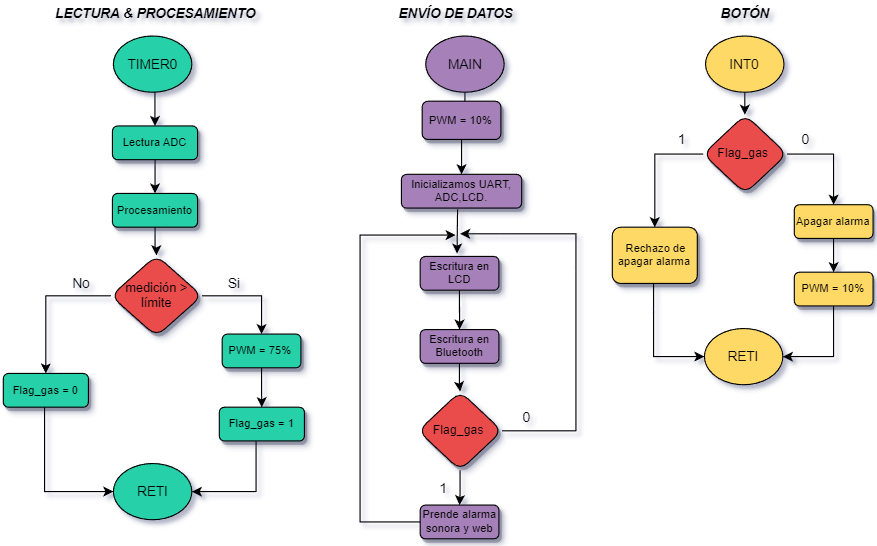 LECTURA & PROCESAMIENTO
TIMER0
Lectura ADC
Procesamiento
medición >
límite
No
Si
PWM = 75%
Flag_gas = 0
Flag_gas = 1
RETI
ENVÍO DE DATOS
MAIN
PWM = 10%
Inicializamos UART,
ADC,LCD.
Escritura en
LCD
Escritura en
Bluetooth
Flag_gas
0
1
Prende alarma
sonora y web
BOTÓN
INT0
Flag_gas
1
0
Rechazo de
apagar alarma
Apagar alarma
PWM = 10%
RETI